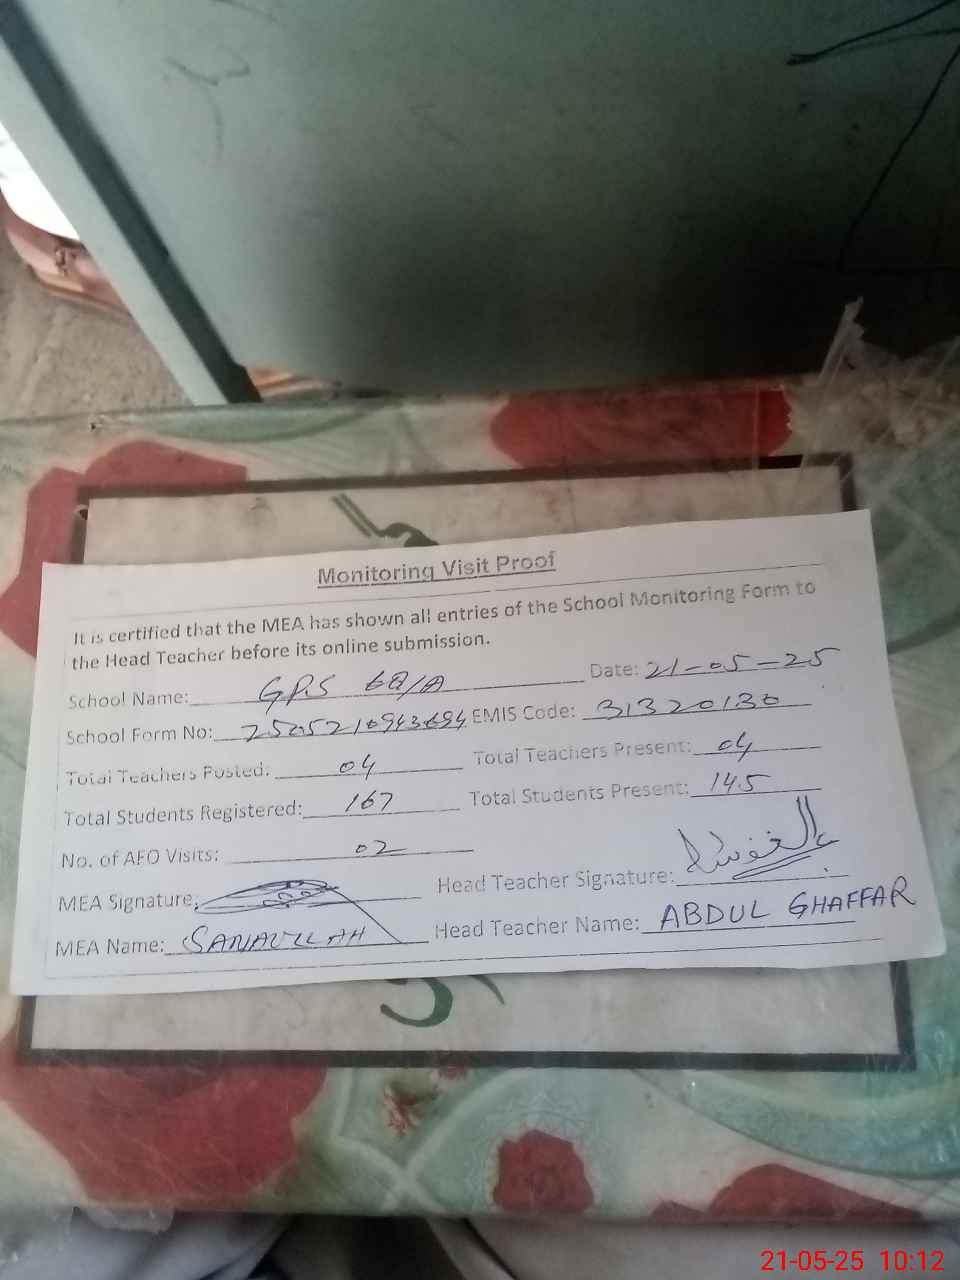 Monitoring Visit Proof
It is certified that the MEA has shown all entries of the School Monitoring Form to
the Head Teacher before its online submission.
School Name: GPS 6Q/A Date: 21-05-25
School Form No: EMIS Code: 31320130
Total Teachers Posted: 04 Total Teachers Present: 04
Total Students Registered: 167 Total Students Present: 145
No. of AEO Visits: 02
MEA Signature: Head Teacher Signature:
MEA Name: SANAULLAH Head Teacher Name: ABDUL GHAFFAR
21-05-25 10:12